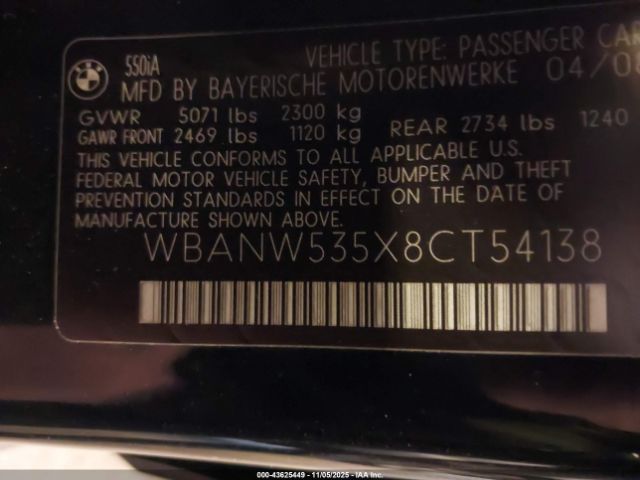 BMW
550iA
VEHICLE TYPE: PASSENGER CAR
MFD BY BAYERISCHE MOTORENWERKE 04/08
GVWR 5071 lbs 2300 kg
GAWR FRONT 2469 lbs 1120 kg REAR 2734 lbs 1240
THIS VEHICLE CONFORMS TO ALL APPLICABLE U.S.
FEDERAL MOTOR VEHICLE SAFETY, BUMPER AND THEFT
PREVENTION STANDARDS IN EFFECT ON THE DATE OF
MANUFACTURE SHOWN ABOVE.
WBANW535X8CT54138
000-43625449 - 11/05/2025 - IAA Inc.